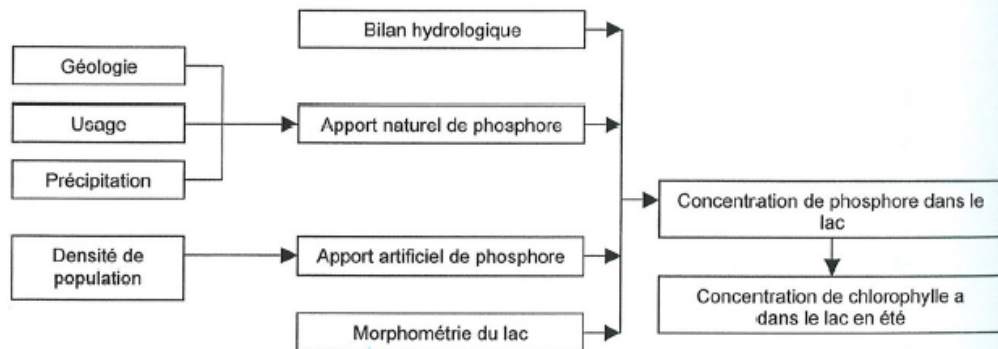 Bilan hydrologique
Géologie
Usage
Apport naturel de phosphore
Précipitation
Concentration de phosphore dans le
lac
Densité de
population
Apport artificiel de phosphore
Concentration de chlorophylle a
dans le lac en été
Morphométrie du lac